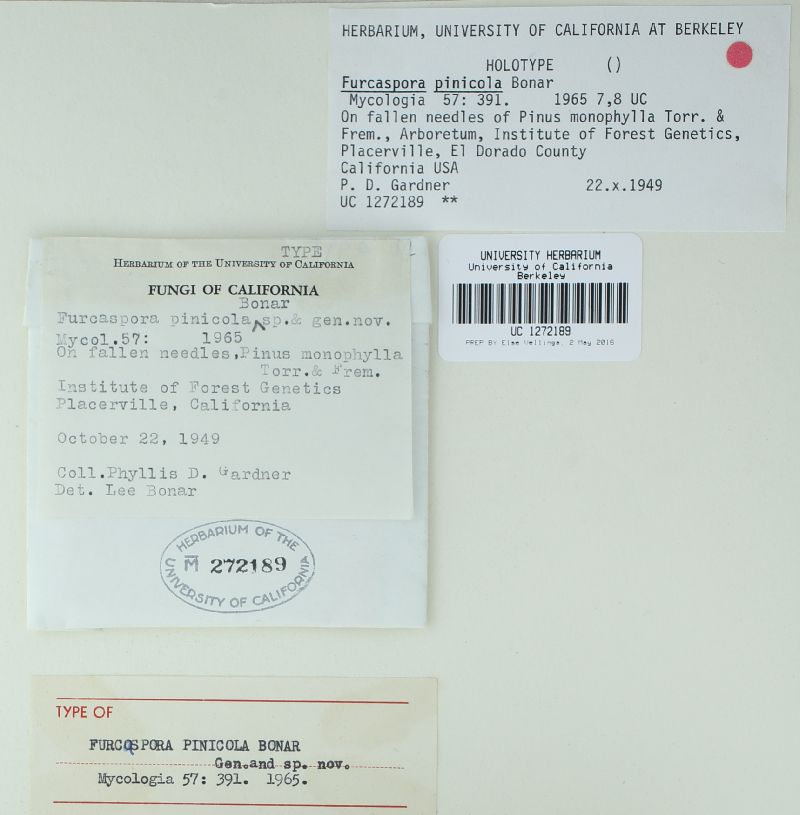 HERBARIUM, UNIVERSITY OF CALIFORNIA AT BERKELEY
HOLOTYPE ()
Furcaspora pinicola Bonar
Mycologia 57: 391. 1965 7,8 UC
On fallen needles of Pinus monophylla Torr. &
Frem., Arboretum, Institute of Forest Genetics,
Placerville, El Dorado County
California USA
P. D. Gardner 22.x.1949
UC 1272189 **
TYPE
HERBARIUM OF THE UNIVERSITY OF CALIFORNIA
FUNGI OF CALIFORNIA
Bonar
Furcaspora pinicola sp.& gen.nov.
Mycol.57: 1965
On fallen needles,Pinus monophylla
Torr.& Frem.
Institute of Forest Genetics
Placerville, California
October 22, 1949
Coll.Phyllis D. Gardner
Det. Lee Bonar
HERBARIUM OF THE
M 272189
UNIVERSITY OF CALIFORNIA
UNIVERSITY HERBARIUM
University of California
Berkeley
UC 1272189
PREP BY Else Vellinga, 2 May 2016
TYPE OF
FURCASPORA PINICOLA BONAR
Gen.and sp. nov.
Mycologia 57: 391. 1965.